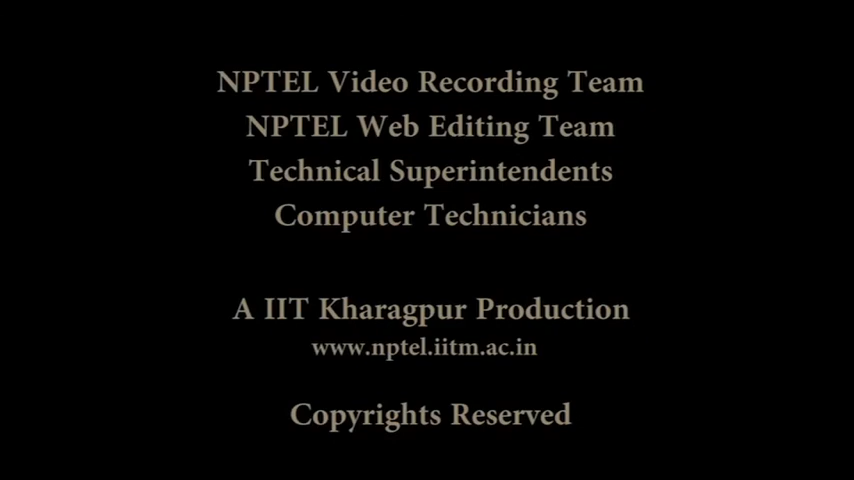 NPTEL Video Recording Team
NPTEL Web Editing Team
Technical Superintendents
Computer Technicians
A IIT Kharagpur Production
www.nptel.iitm.ac.in
Copyrights Reserved